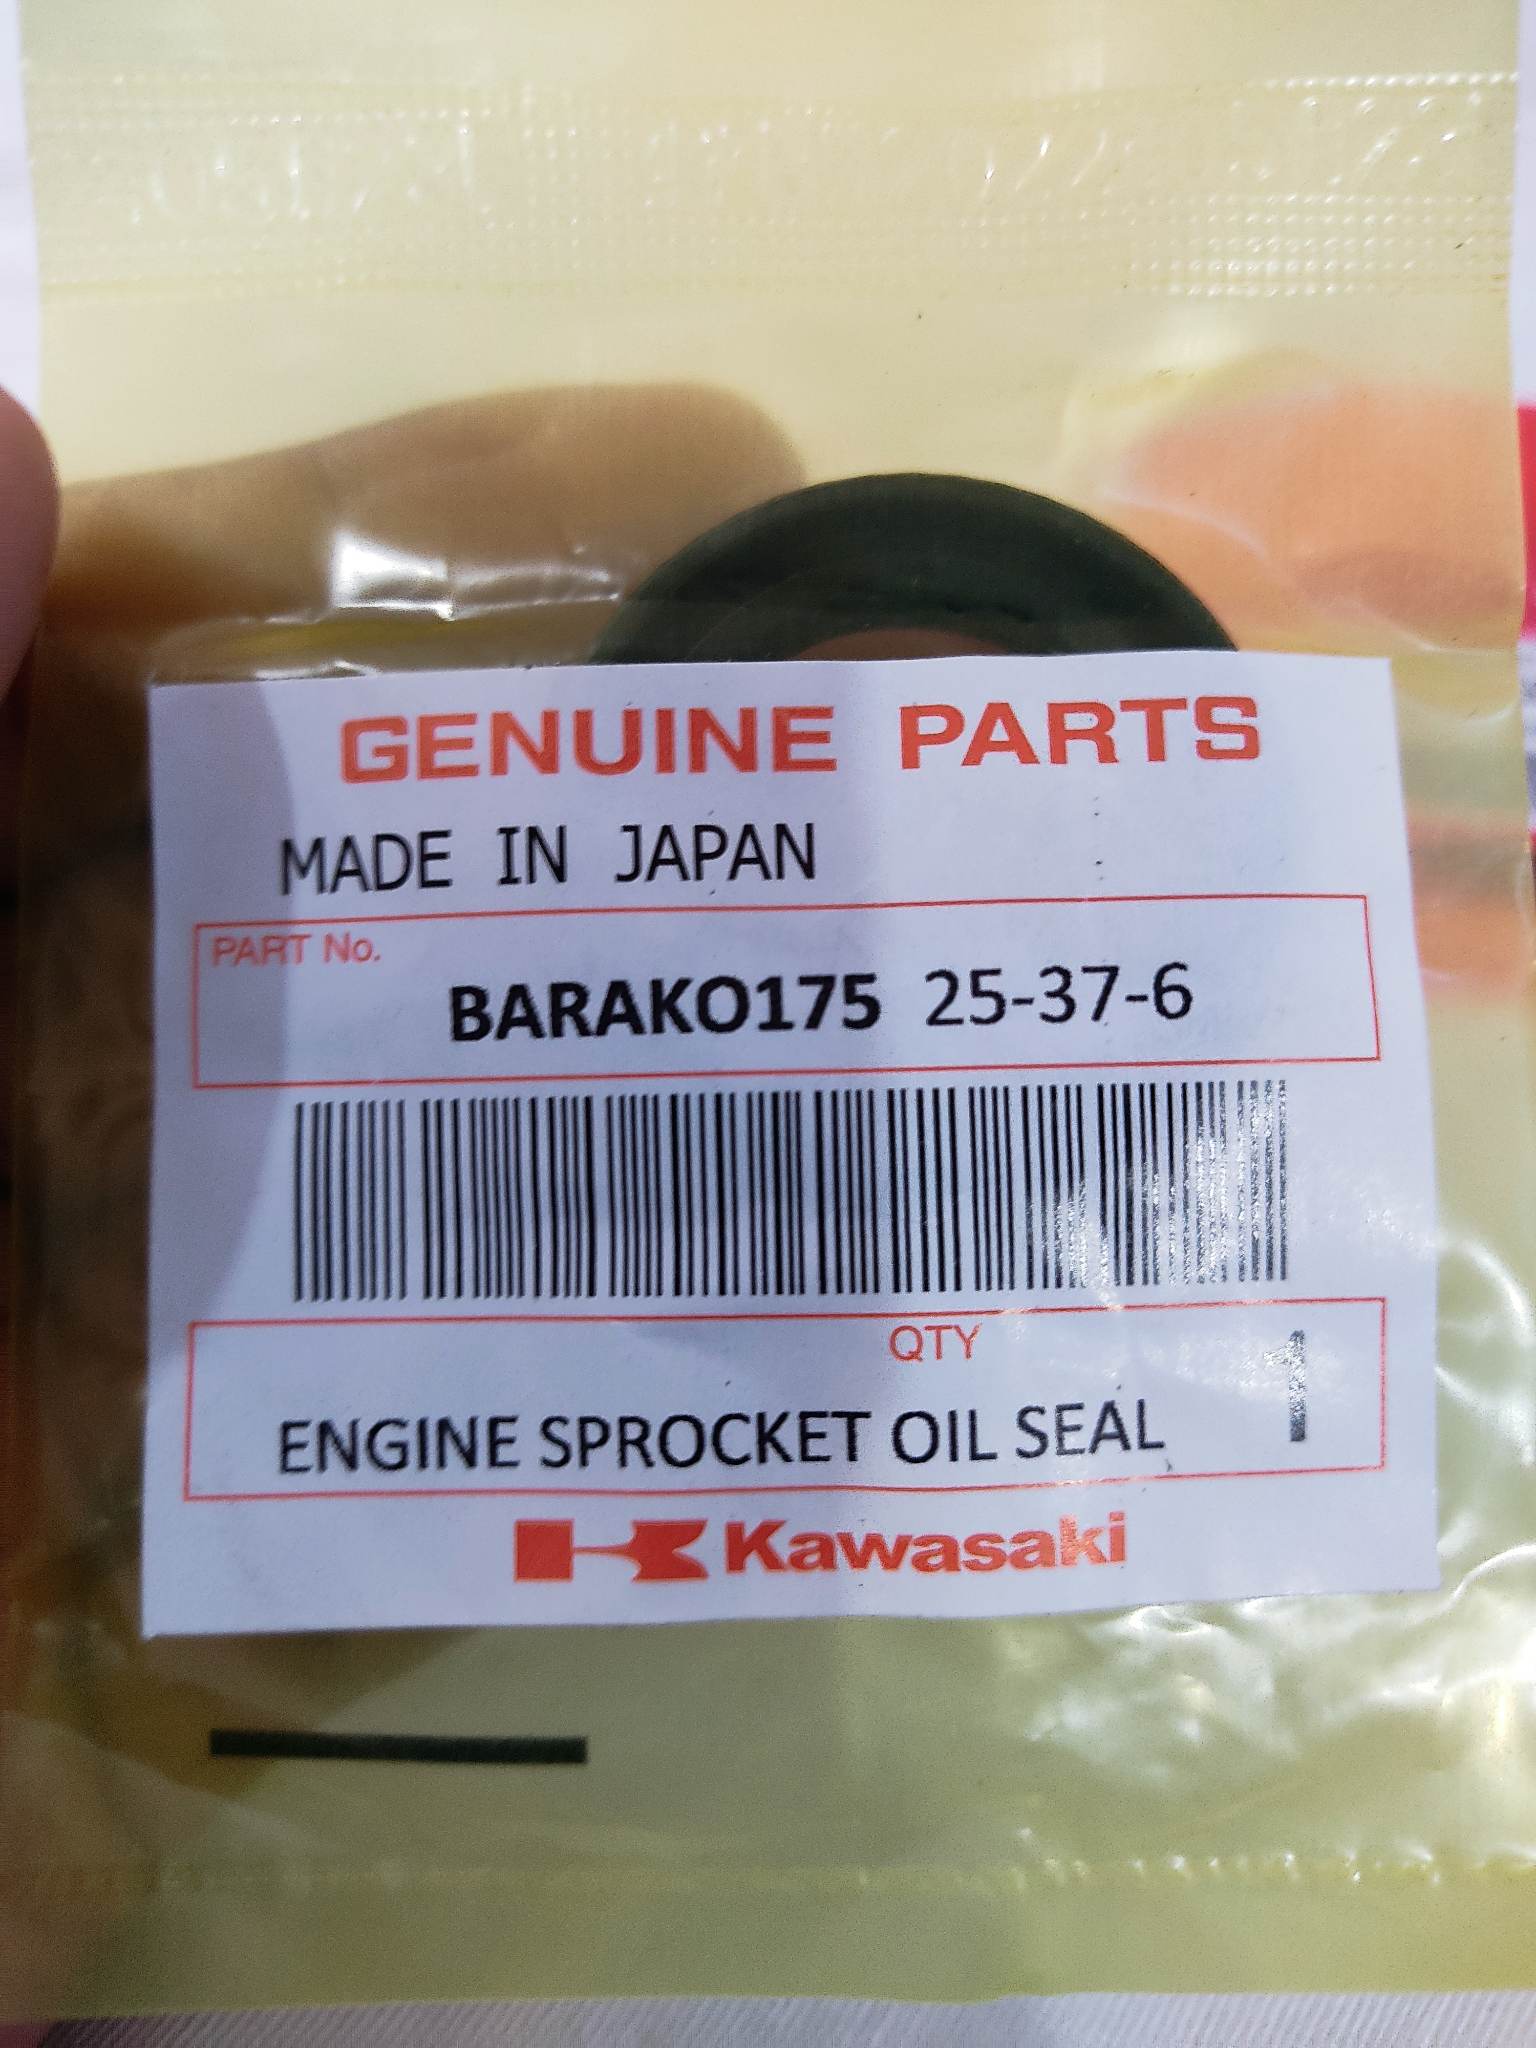 GENUINE PARTS
MADE IN JAPAN
PART No.
BARAKO175 25-37-6
QTY
ENGINE SPROCKET OIL SEAL 1
Kawasaki